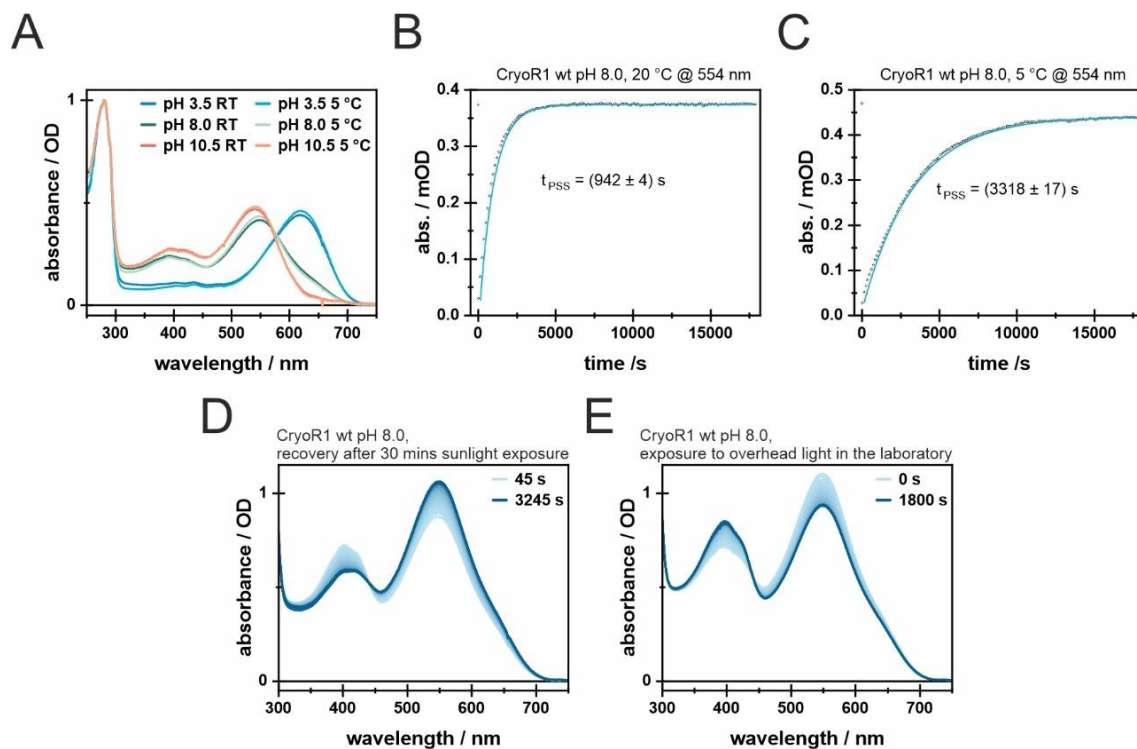 A
B
C
CryoR1 wt pH 8.0, 20 °C @ 554 nm
CryoR1 wt pH 8.0, 5 °C @ 554 nm
absorbance / OD
1
0
pH 3.5 RT
pH 3.5 5 °C
pH 8.0 RT
pH 8.0 5 °C
pH 10.5 RT
pH 10.5 5 °C
300
400
500
600
700
wavelength / nm
abs. / mOD
0.4
0.3
0.2
0.1
0.0
tPSS = (942 ± 4) s
0
5000
10000
15000
time /s
abs. / mOD
0.5
0.4
0.3
0.2
0.1
0.0
tPSS = (3318 ± 17) s
0
5000
10000
15000
time /s
D
CryoR1 wt pH 8.0,
recovery after 30 mins sunlight exposure
absorbance / OD
1
0
45 s
3245 s
300
400
500
600
700
wavelength / nm
E
CryoR1 wt pH 8.0,
exposure to overhead light in the laboratory
absorbance / OD
1
0
0 s
1800 s
300
400
500
600
700
wavelength / nm